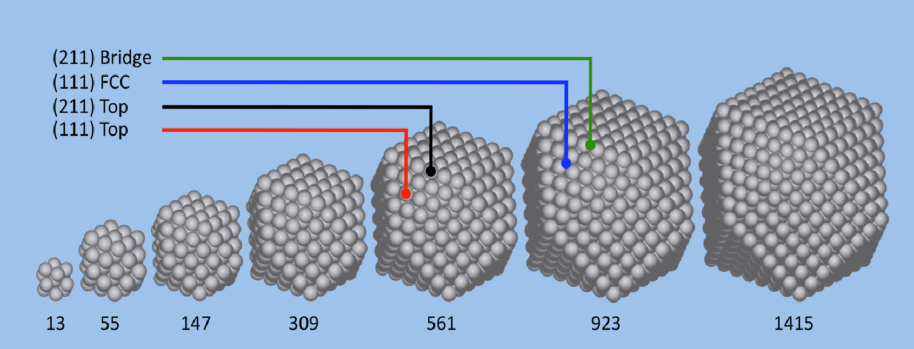 (211) Bridge
(111) FCC
(211) Top
(111) Top
13 55 147 309 561 923 1415